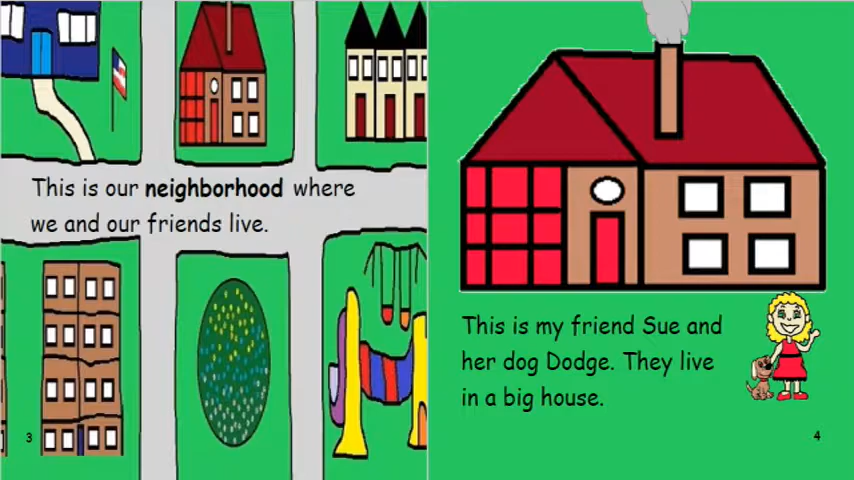 This is our neighborhood where
we and our friends live.
3
This is my friend Sue and
her dog Dodge. They live
in a big house.
4